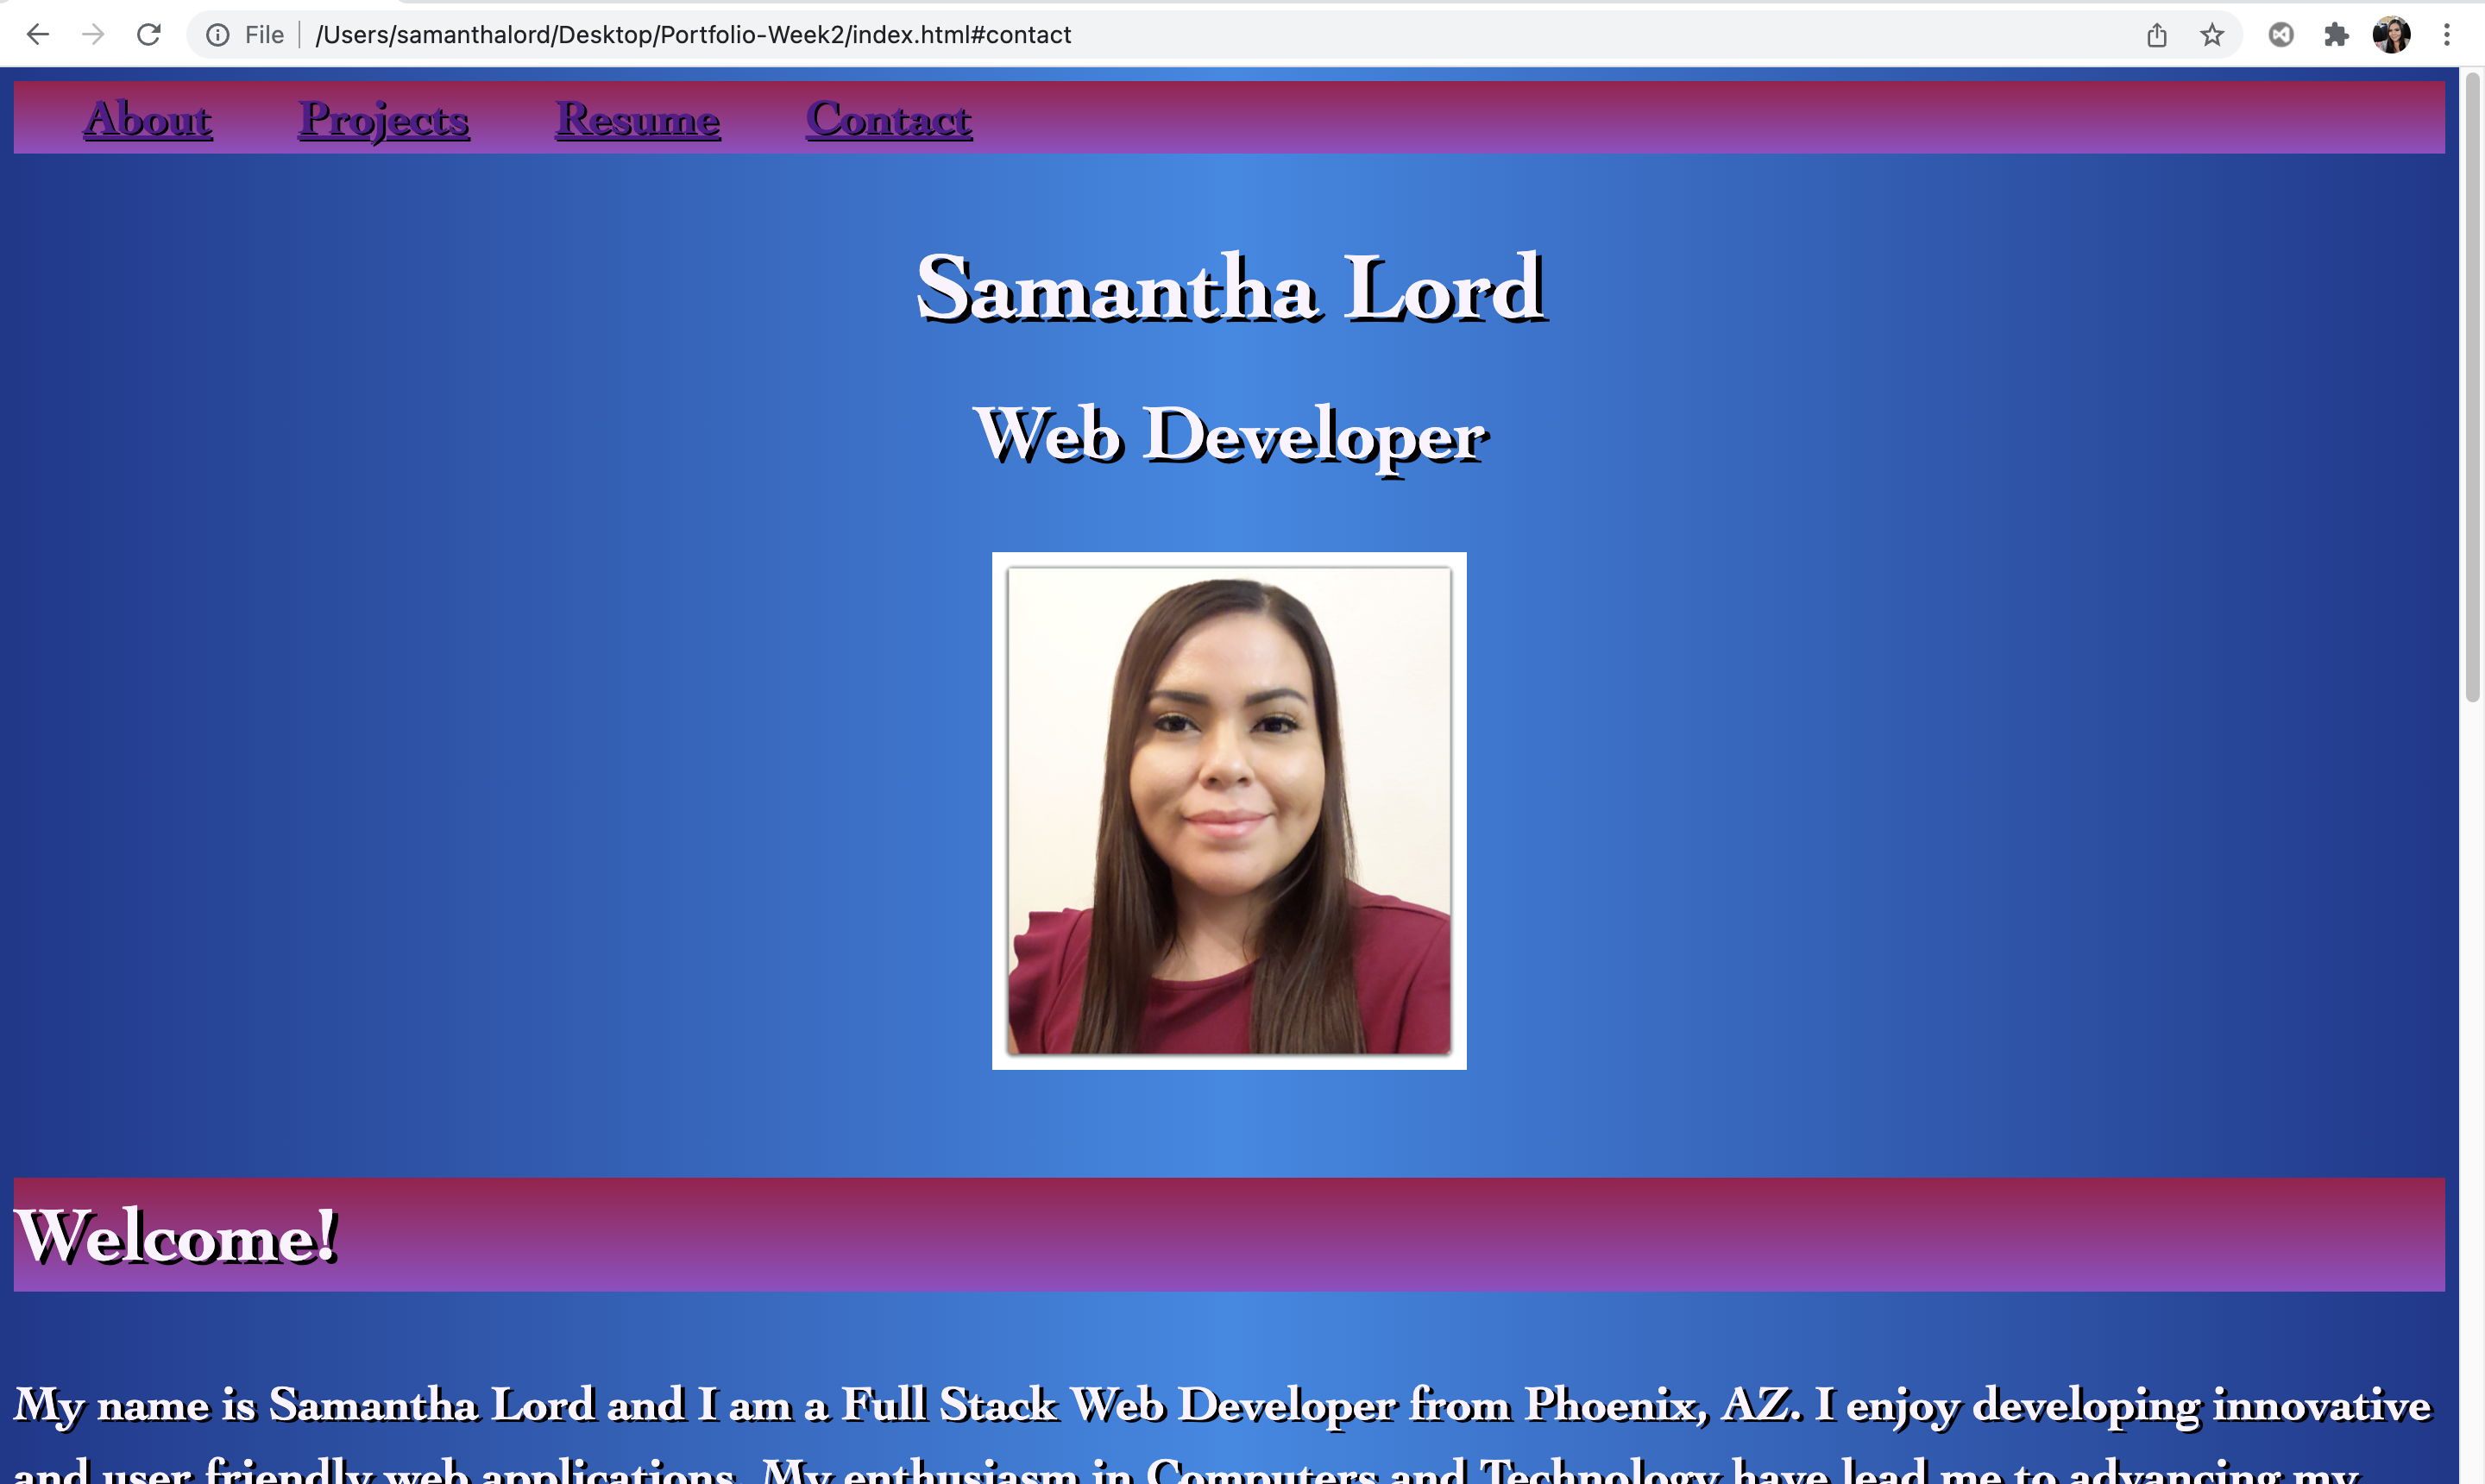 File /Users/samanthalord/Desktop/Portfolio-Week2/index.html#contact
About Projects Resume Contact
Samantha Lord
Web Developer
Welcome!
My name is Samantha Lord and I am a Full Stack Web Developer from Phoenix, AZ. I enjoy developing innovative
and user friendly web applications. My enthusiasm in Computers and Technology have lead me to advancing my